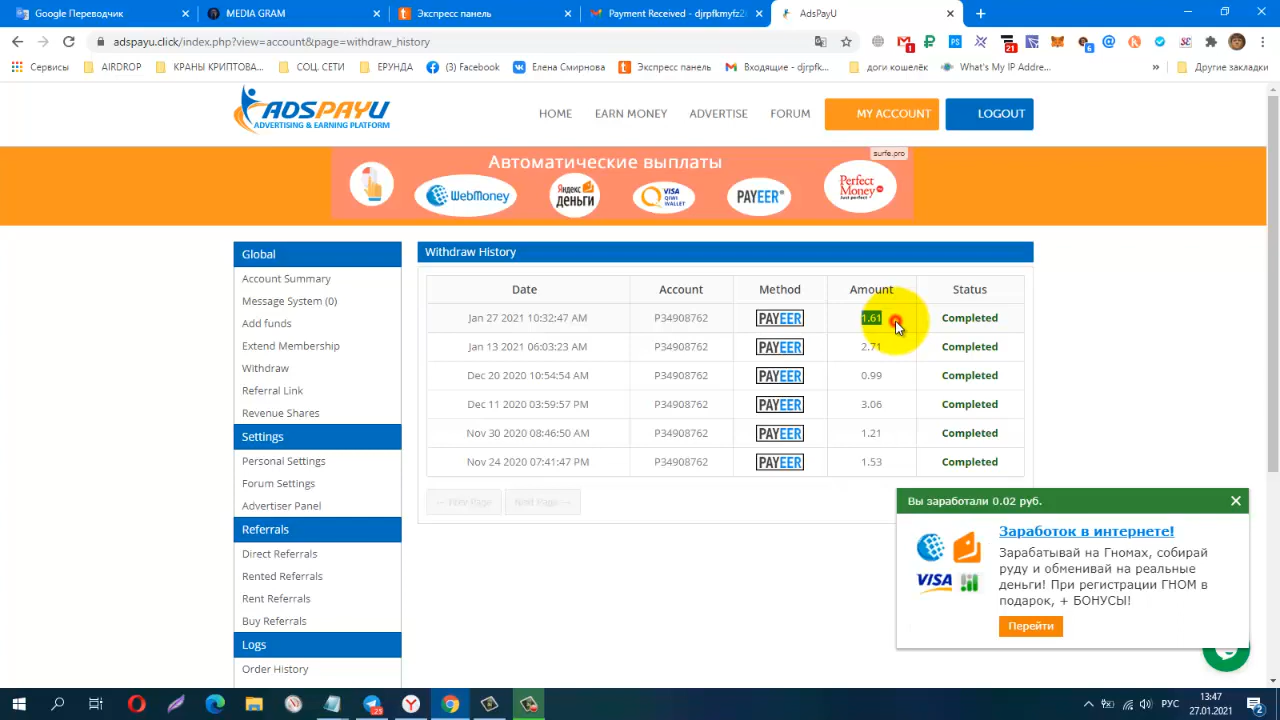 Google Переводчик
MEDIA GRAM
Экспресс панель
Payment Received - djrpfkmyfz2
AdsPayU
adspayu.click/index.php?view=account&page=withdraw_history
Сервисы
AIRDROP
КРАНЫ КРИПТОВА...
СОЦ. СЕТИ
ЕРУНДА
(3) Facebook
Елена Смирнова
Экспресс панель
Входящие - djrpfk...
доги кошелёк
What's My IP Addre...
»
Другие закладки
ADSPAYU
ADVERTISING & EARNING PLATFORM
HOME
EARN MONEY
ADVERTISE
FORUM
MY ACCOUNT
LOGOUT
surfe.pro
Автоматические выплаты
WebMoney
Яндекс деньги
VISA QIWI WALLET
PAYEER
Perfect Money
Global
Account Summary
Message System (0)
Add funds
Extend Membership
Withdraw
Referral Link
Revenue Shares
Settings
Personal Settings
Forum Settings
Advertiser Panel
Referrals
Direct Referrals
Rented Referrals
Rent Referrals
Buy Referrals
Logs
Order History
Withdraw History
Date Account Method Amount Status
Jan 27 2021 10:32:47 AM P34908762 PAYEER 1.61 Completed
Jan 13 2021 06:03:23 AM P34908762 PAYEER 2.71 Completed
Dec 20 2020 10:54:54 AM P34908762 PAYEER 0.99 Completed
Dec 11 2020 03:59:57 PM P34908762 PAYEER 3.06 Completed
Nov 30 2020 08:46:50 AM P34908762 PAYEER 1.21 Completed
Nov 24 2020 07:41:47 PM P34908762 PAYEER 1.53 Completed
Prev Page
Next Page
Вы заработали 0.02 руб.
VISA
Заработок в интернете!
Зарабатывай на Гномах, собирай
руду и обменивай на реальные
деньги! При регистрации ГНОМ в
подарок, + БОНУСЫ!
Перейти
РУС
13:47
27.01.2021